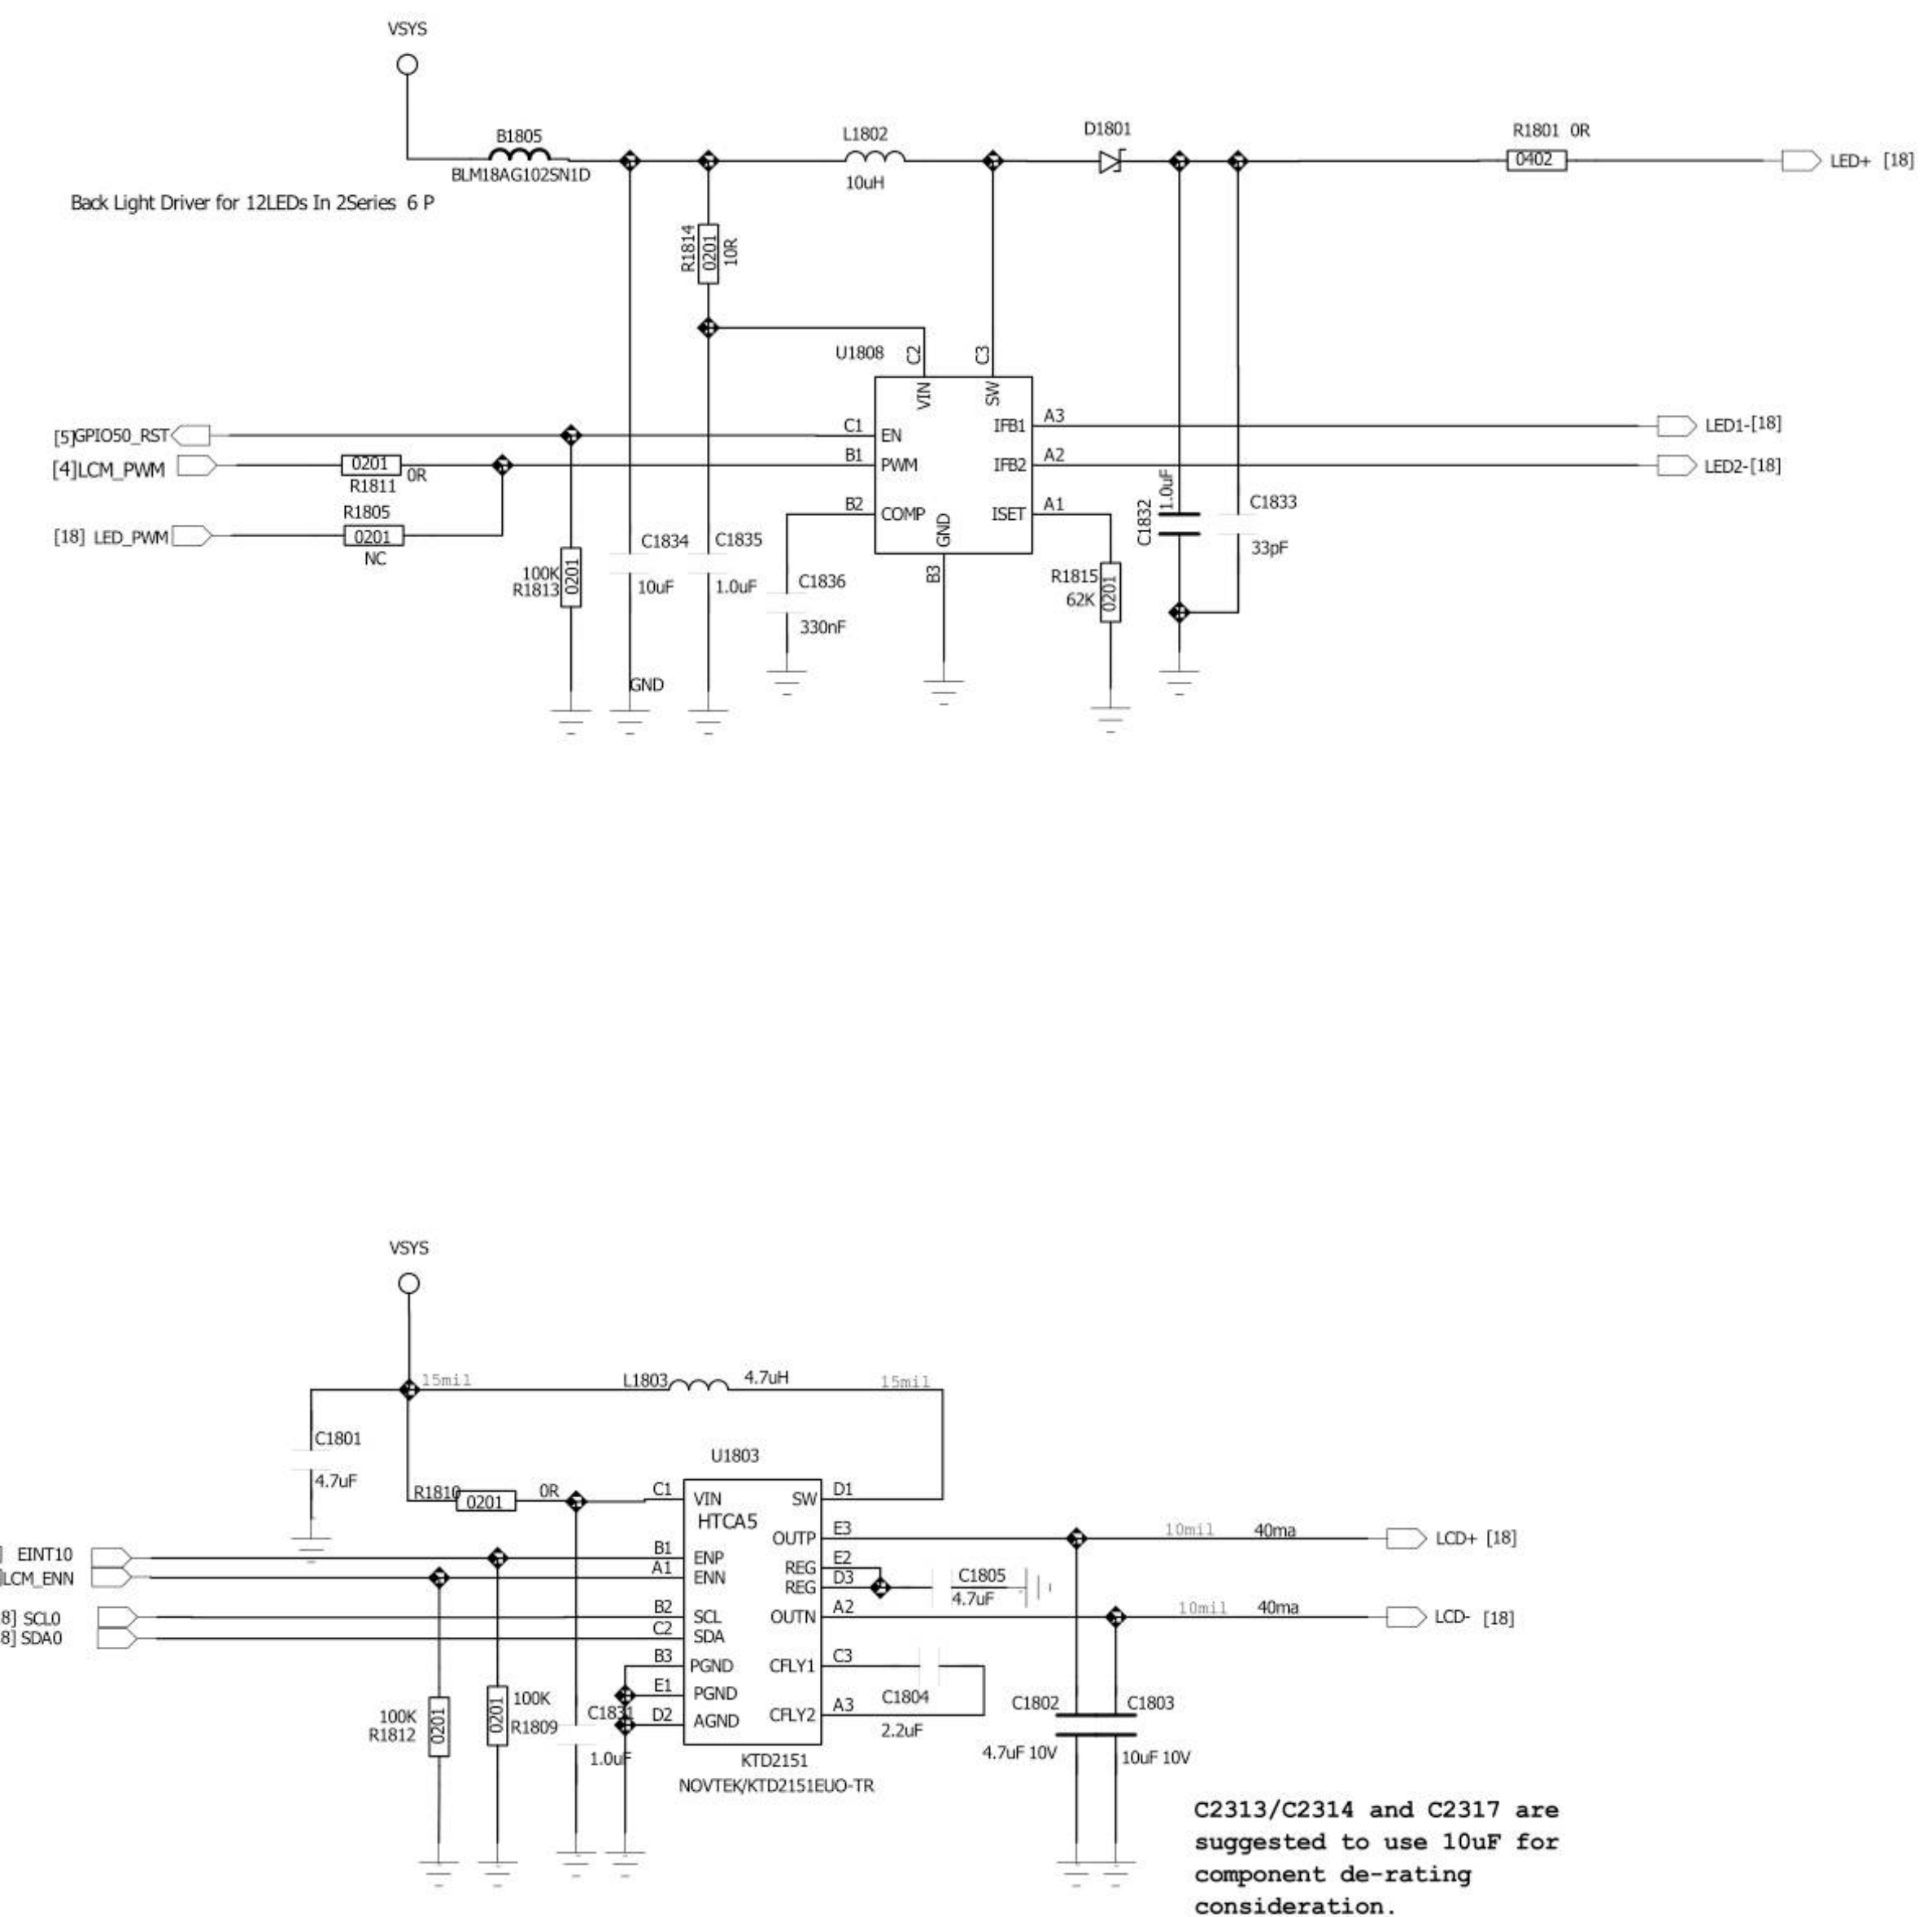 VSYS
B1805
BLM18AG102SN1D
L1802
10uH
D1801
R1801 0R
0402
LED+ [18]
Back Light Driver for 12LEDs In 2Series 6 P
R1814
0201
10R
U1808
C2
C3
VIN
SW
[5]GPIO50_RST
C1
EN
IFB1
A3
LED1-[18]
[4]LCM_PWM
0201
0R
R1811
B1
PWM
IFB2
A2
LED2-[18]
R1805
[18] LED_PWM
0201
NC
B2
COMP
GND
ISET
A1
B3
C1832
1.0uF
C1833
33pF
100K
R1813
0201
C1834
10uF
C1835
1.0uF
C1836
330nF
R1815
62K
0201
GND
VSYS
15mil
L1803
4.7uH
15mil
C1801
4.7uF
U1803
R1810
0201
0R
C1
VIN
SW
D1
HTCA5
OUTP
E3
10mil
40ma
LCD+ [18]
] EINT10
B1
ENP
REG
E2
]LCM_ENN
A1
ENN
REG
D3
C1805
4.7uF
8] SCL0
B2
SCL
OUTN
A2
10mil
40ma
LCD- [18]
8] SDA0
C2
SDA
B3
PGND
CFLY1
C3
E1
PGND
C1804
2.2uF
D2
AGND
CFLY2
A3
100K
R1812
0201
0201
100K
R1809
C1831
1.0uF
C1802
4.7uF 10V
C1803
10uF 10V
KTD2151
NOVTEK/KTD2151EUO-TR
C2313/C2314 and C2317 are
suggested to use 10uF for
component de-rating
consideration.